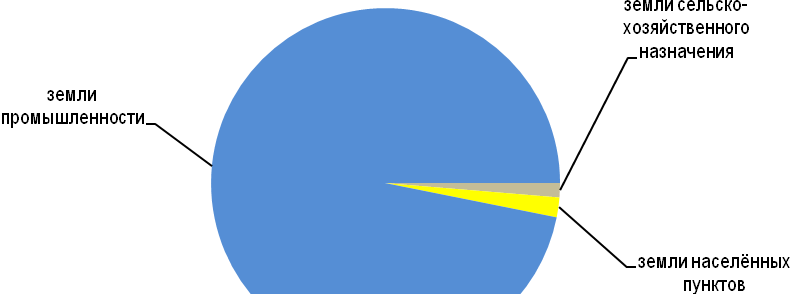 земли сельско-
хозяйственного
назначения
земли
промышленности
земли населённых
пунктов